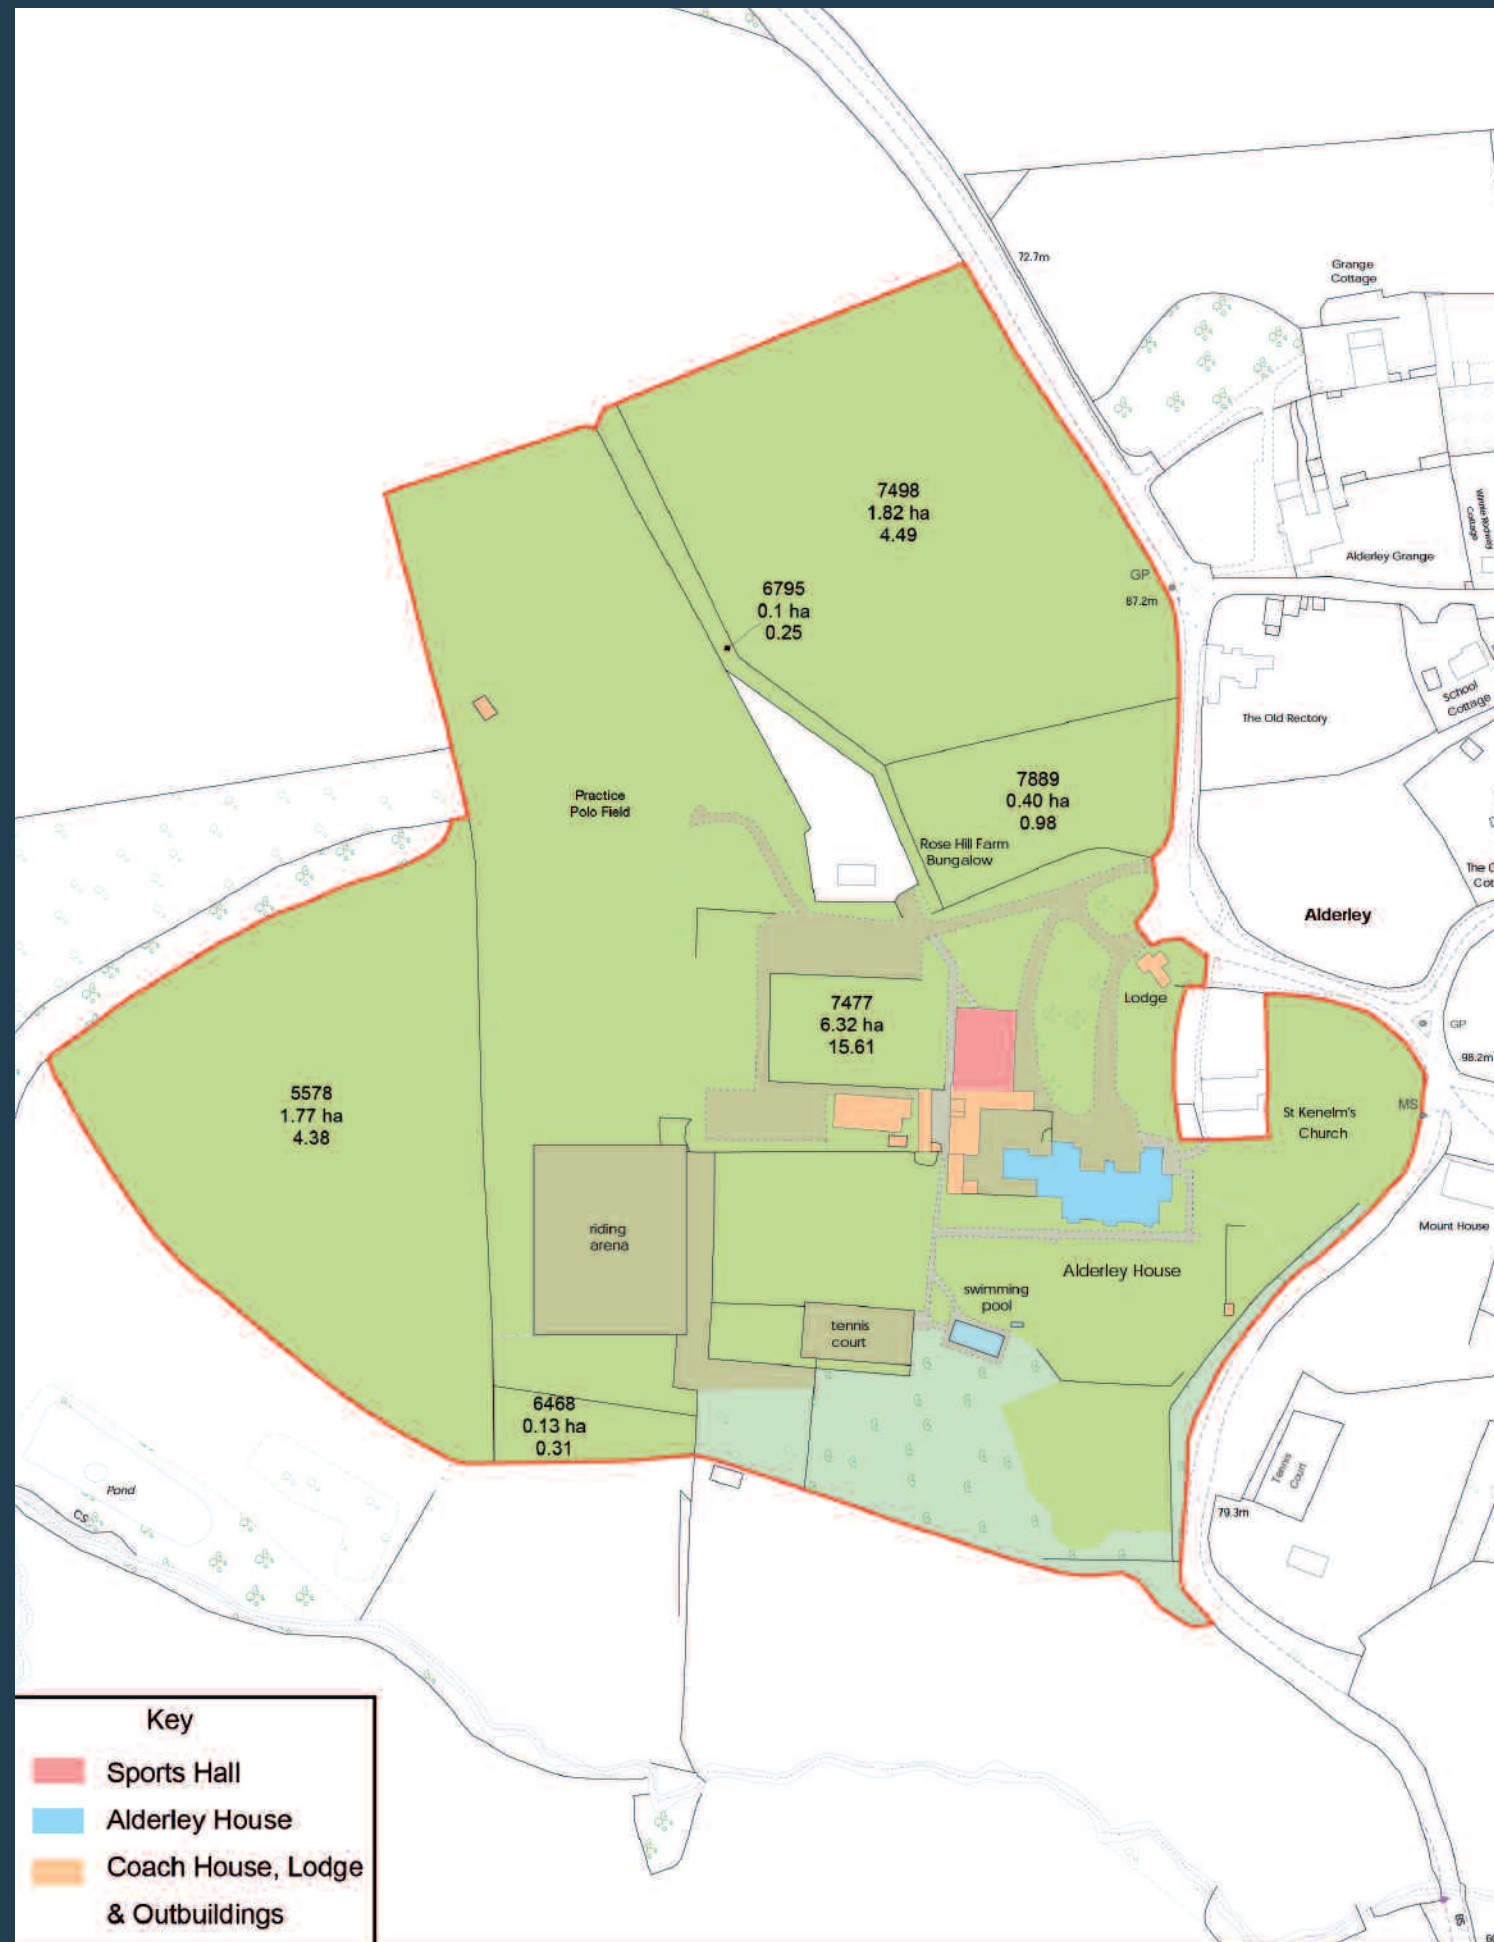 72.7m
Grange
Cottage
7498
1.82 ha
4.49
Alderley Grange
GP
87.2m
6795
0.1 ha
0.25
School
Cottage
The Old Rectory
7889
0.40 ha
0.98
Practice
Polo Field
Rose Hill Farm
Bungalow
Alderley
Lodge
7477
6.32 ha
15.61
GP
98.2m
5578
1.77 ha
4.38
MS
St Kenelm's
Church
Mount House
riding
arena
Alderley House
swimming
pool
tennis
court
6468
0.13 ha
0.31
Tennis
Court
Pond
CS
79.3m
Key
Sports Hall
Alderley House
Coach House, Lodge
& Outbuildings
BS